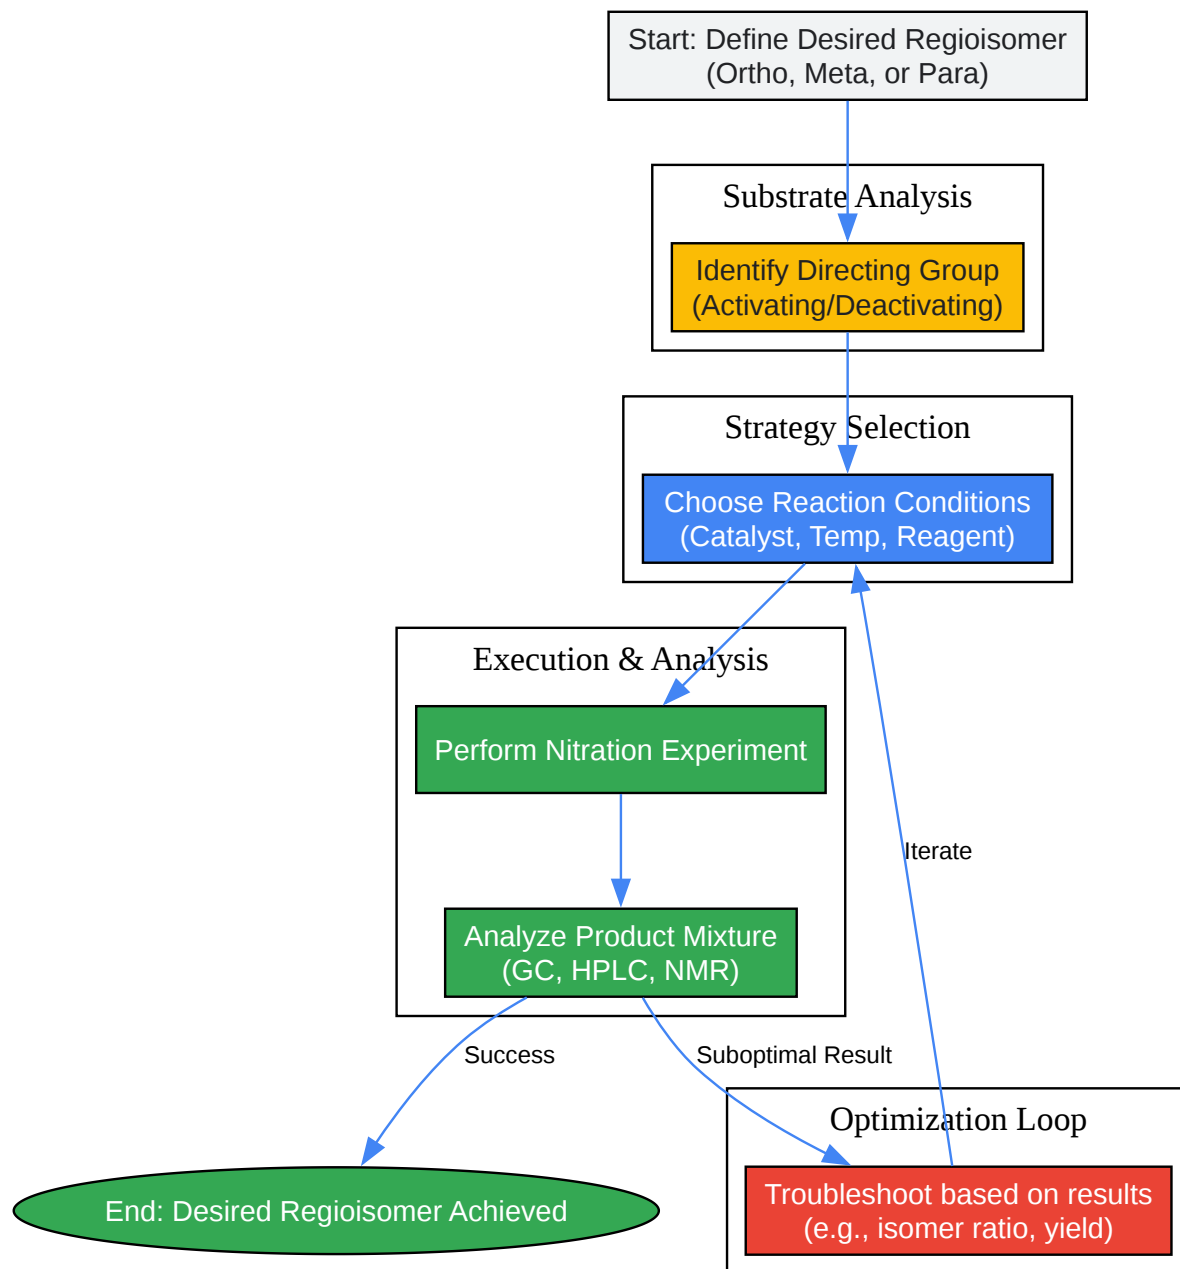 Start: Define Desired Regioisomer
(Ortho, Meta, or Para)
Substrate Analysis
Identify Directing Group
(Activating/Deactivating)
Strategy Selection
Choose Reaction Conditions
(Catalyst, Temp, Reagent)
Execution & Analysis
Perform Nitration Experiment
Iterate
Analyze Product Mixture
(GC, HPLC, NMR)
Success
Suboptimal Result
Optimization Loop
End: Desired Regioisomer Achieved
Troubleshoot based on results
(e.g., isomer ratio, yield)